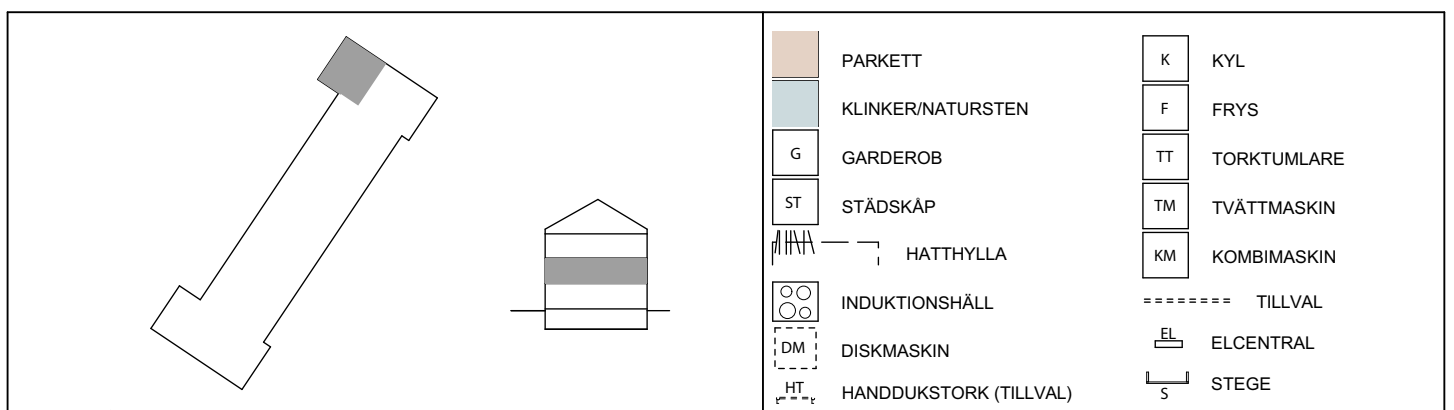 PARKETT
KLINKER/NATURSTEN
G GARDEROB
ST STÄDSKÅP
HATTHYLLA
INDUKTIONSHÄLL
DM DISKMASKIN
HT HANDDUKSTORK (TILLVAL)
K KYL
F FRYS
TT TORKTUMLARE
TM TVÄTTMASKIN
KM KOMBIMASKIN
TILLVAL
EL ELCENTRAL
S STEGE